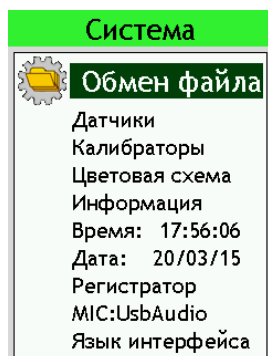 Система
Обмен файла
Датчики
Калибраторы
Цветовая схема
Информация
Время: 17:56:06
Дата: 20/03/15
Регистратор
MIC:UsbAudio
Язык интерфейса